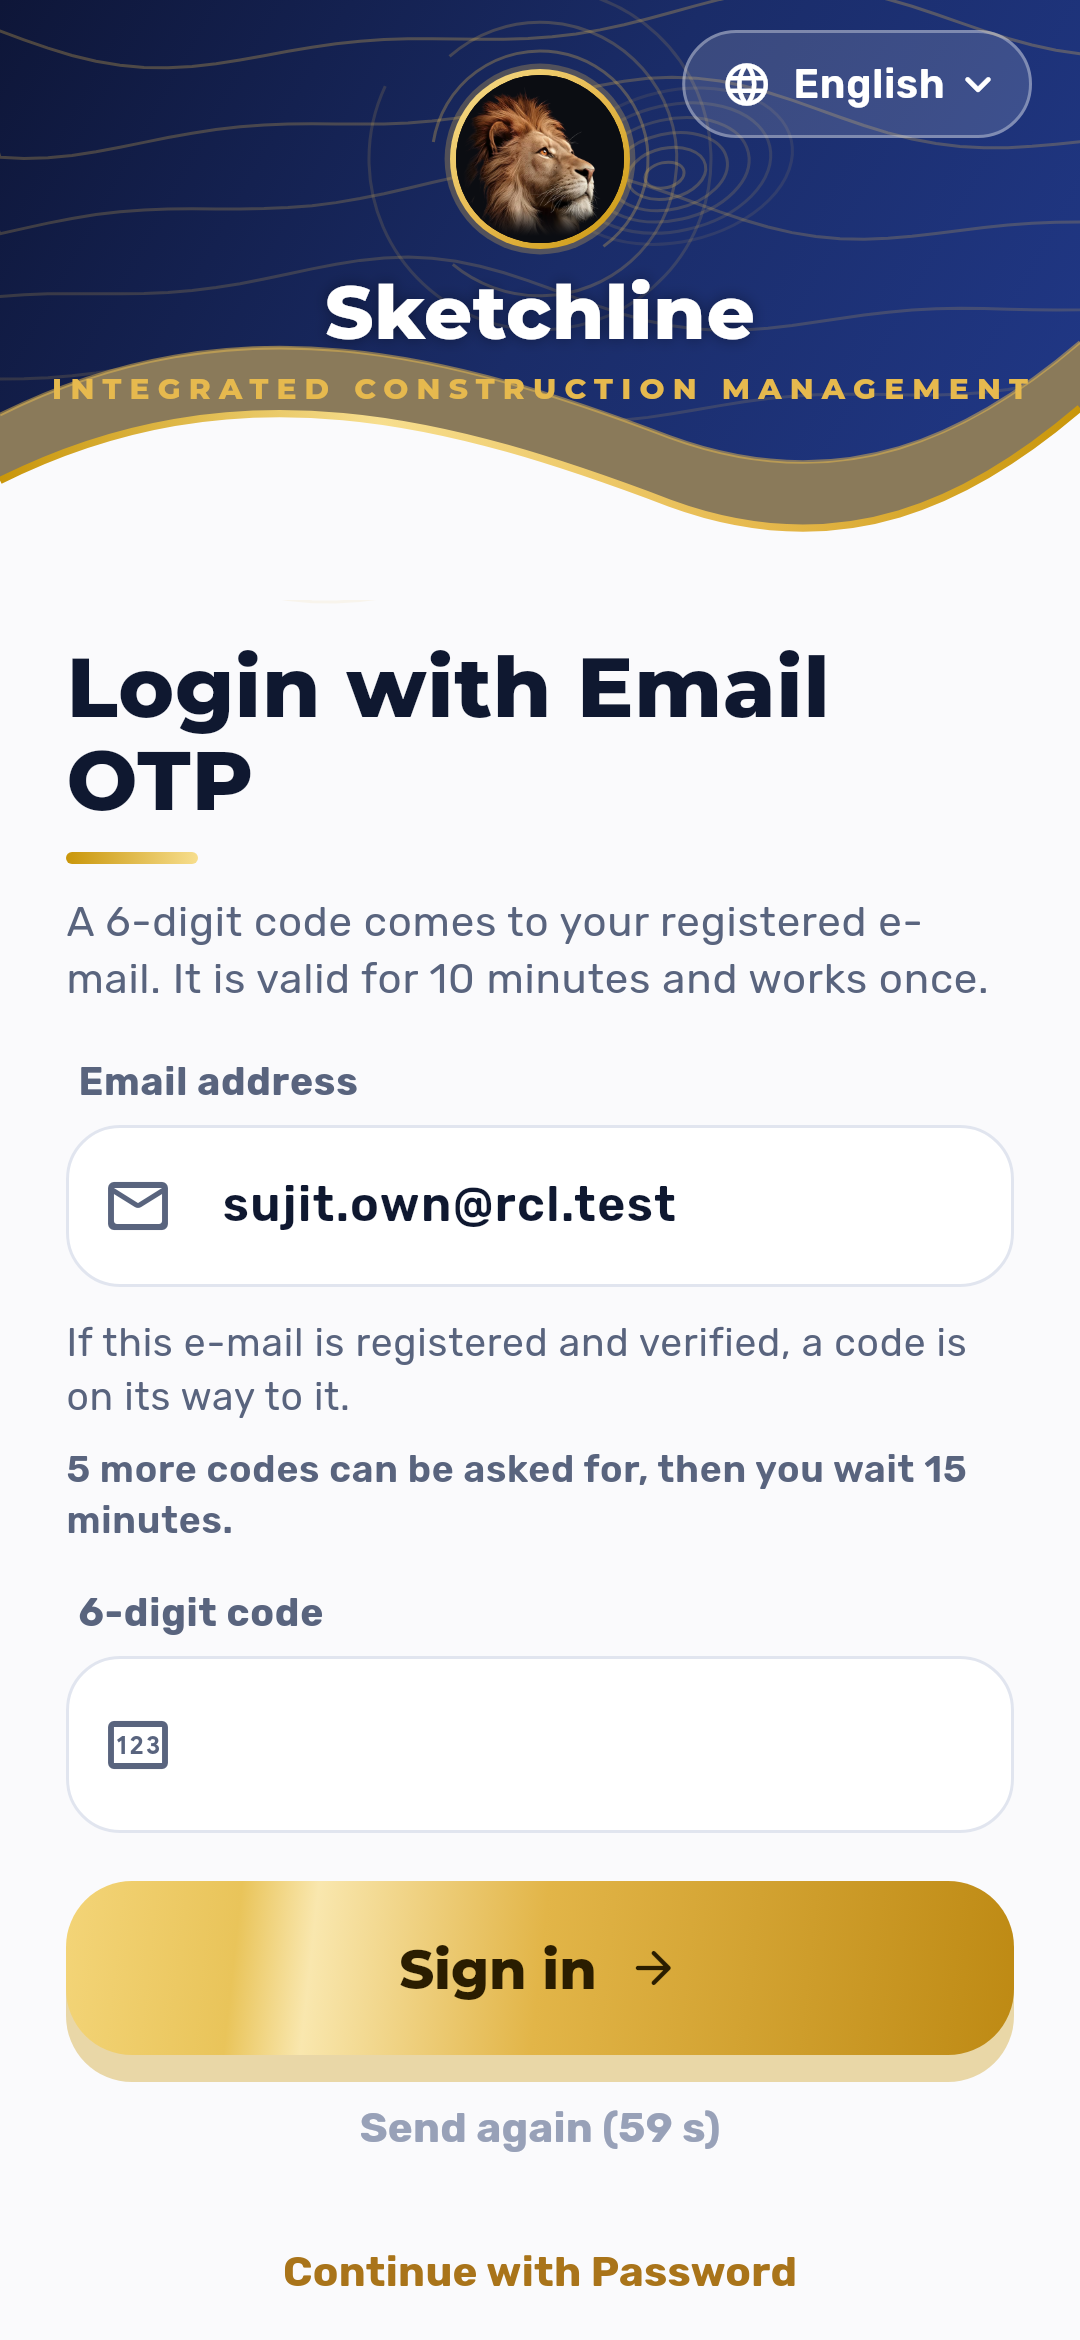 English
Sketchline
INTEGRATED CONSTRUCTION MANAGEMENT
Login with Email
OTP
A 6-digit code comes to your registered e-
mail. It is valid for 10 minutes and works once.
Email address
sujit.own@rcl.test
If this e-mail is registered and verified, a code is
on its way to it.
5 more codes can be asked for, then you wait 15
minutes.
6-digit code
123
Sign in
Send again (59 s)
Continue with Password